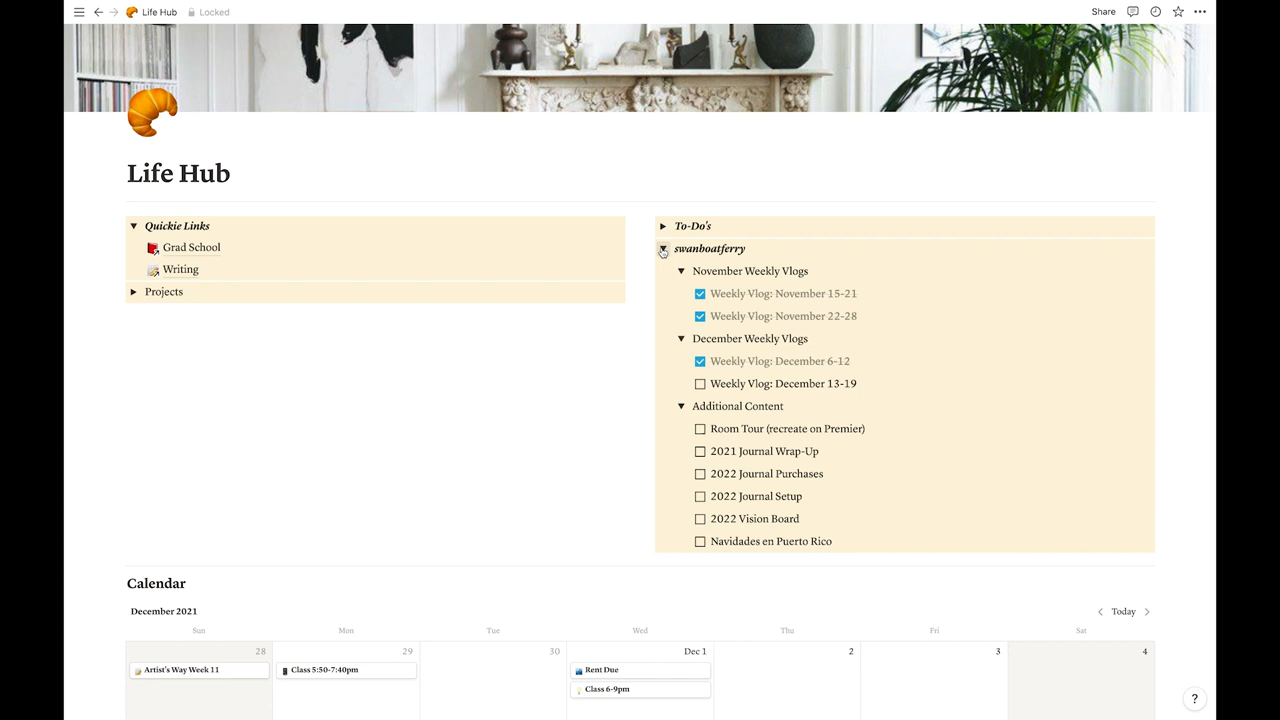 Life Hub Locked Share
Life Hub
Quickie Links
Grad School
Writing
Projects
To-Do's
swanboatferry
November Weekly Vlogs
Weekly Vlog: November 15-21
Weekly Vlog: November 22-28
December Weekly Vlogs
Weekly Vlog: December 6-12
Weekly Vlog: December 13-19
Additional Content
Room Tour (recreate on Premier)
2021 Journal Wrap-Up
2022 Journal Purchases
2022 Journal Setup
2022 Vision Board
Navidades en Puerto Rico
Calendar
December 2021 Today
Sun Mon Tue Wed Thu Fri Sat
28 29 30 Dec 1 2 3 4
Artist's Way Week 11 Class 5:50-7:40pm Rent Due
Class 6-9pm
?